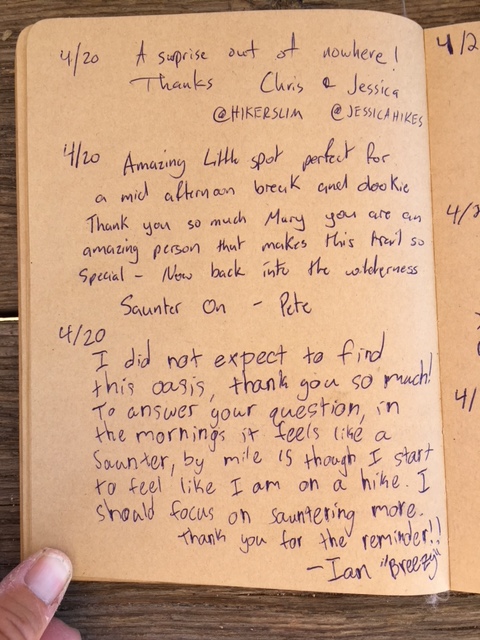 4/20 A surprise out of nowhere!
Thanks Chris & Jessica
@HIKERSLIM @JESSICAHIKES
4/20 Amazing Little spot perfect for
a mid afternoon break and dookie
Thank you so much Mary you are an
amazing person that makes this trail so
special - Now back into the wilderness
Saunter On - Pete
4/20
I did not expect to find
this oasis, thank you so much!
To answer your question, in
the mornings it feels like a
Saunter, by mile 15 though I start
to feel like I am on a hike. I
should focus on sauntering more.
Thank you for the reminder!!
- Ian "Breezy"
4/2
4/
4/